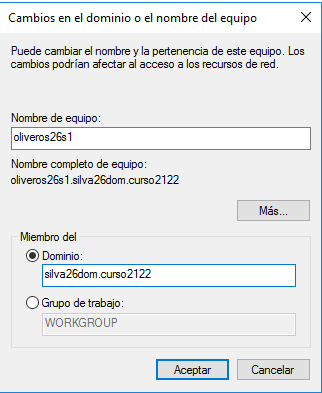 Cambios en el dominio o el nombre del equipo
Puede cambiar el nombre y la pertenencia de este equipo. Los
cambios podrían afectar al acceso a los recursos de red.
Nombre de equipo:
oliveros26s1
Nombre completo de equipo:
oliveros26s1.silva26dom.curso2122
Más...
Miembro del
Dominio:
silva26dom.curso2122
Grupo de trabajo:
WORKGROUP
Aceptar
Cancelar